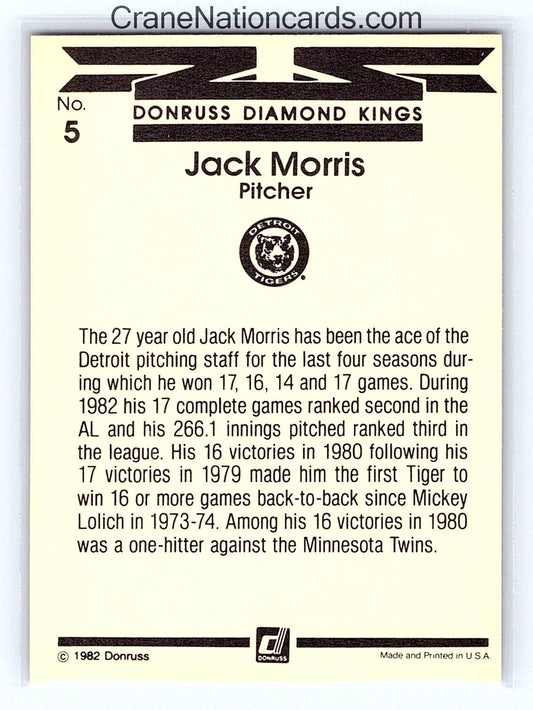 CraneNationcards.com
No.
5
DONRUSS DIAMOND KINGS
Jack Morris
Pitcher
DETROIT
TIGERS
The 27 year old Jack Morris has been the ace of the
Detroit pitching staff for the last four seasons dur-
ing which he won 17, 16, 14 and 17 games. During
1982 his 17 complete games ranked second in the
AL and his 266.1 innings pitched ranked third in
the league. His 16 victories in 1980 following his
17 victories in 1979 made him the first Tiger to
win 16 or more games back-to-back since Mickey
Lolich in 1973-74. Among his 16 victories in 1980
was a one-hitter against the Minnesota Twins.
© 1982 Donruss
d
DONRUSS
Made and Printed in U.S.A.